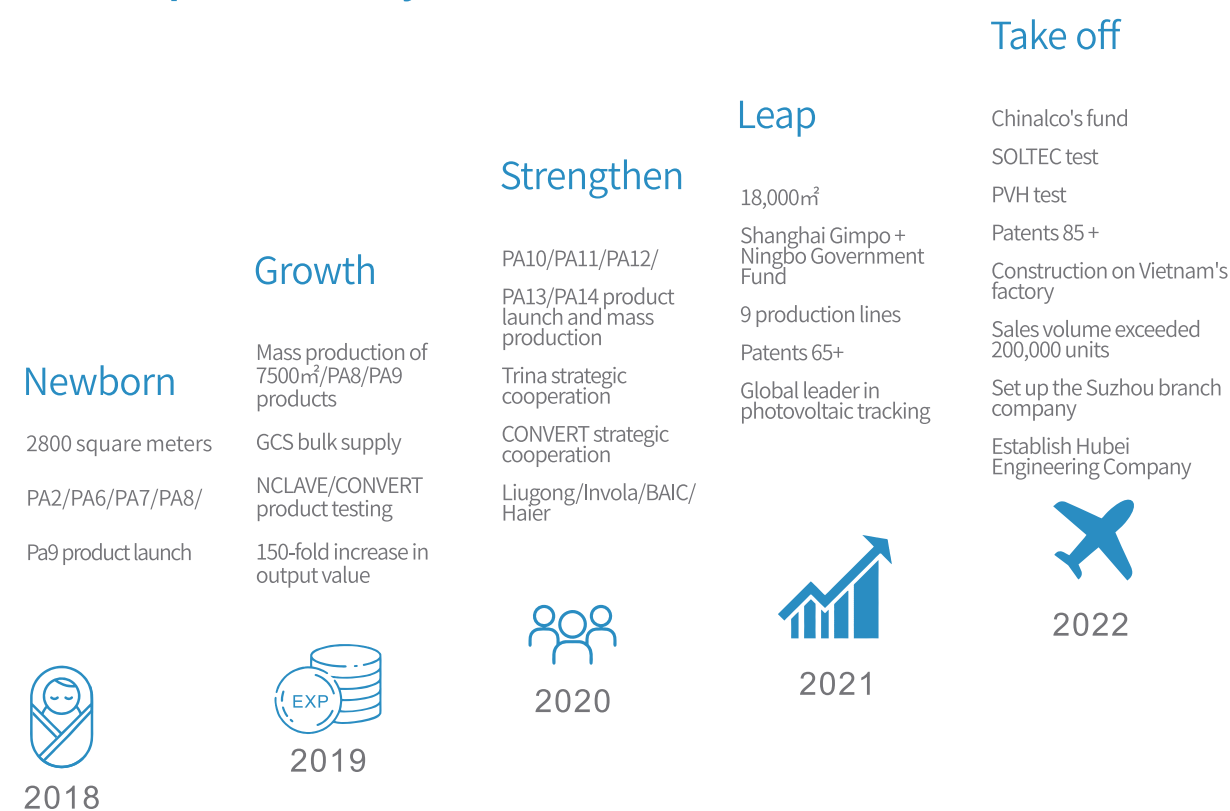 Newborn
2800 square meters
PA2/PA6/PA7/PA8/
Pa9 product launch
2018
Growth
Mass production of
7500㎡/PA8/PA9
products
GCS bulk supply
NCLAVE/CONVERT
product testing
150-fold increase in
output value
EXP
2019
Strengthen
PA10/PA11/PA12/
PA13/PA14 product
launch and mass
production
Trina strategic
cooperation
CONVERT strategic
cooperation
Liugong/Invola/BAIC/
Haier
2020
Leap
18,000㎡
Shanghai Gimpo +
Ningbo Government
Fund
9 production lines
Patents 65+
Global leader in
photovoltaic tracking
2021
Take off
Chinalco's fund
SOLTEC test
PVH test
Patents 85 +
Construction on Vietnam's
factory
Sales volume exceeded
200,000 units
Set up the Suzhou branch
company
Establish Hubei
Engineering Company
2022